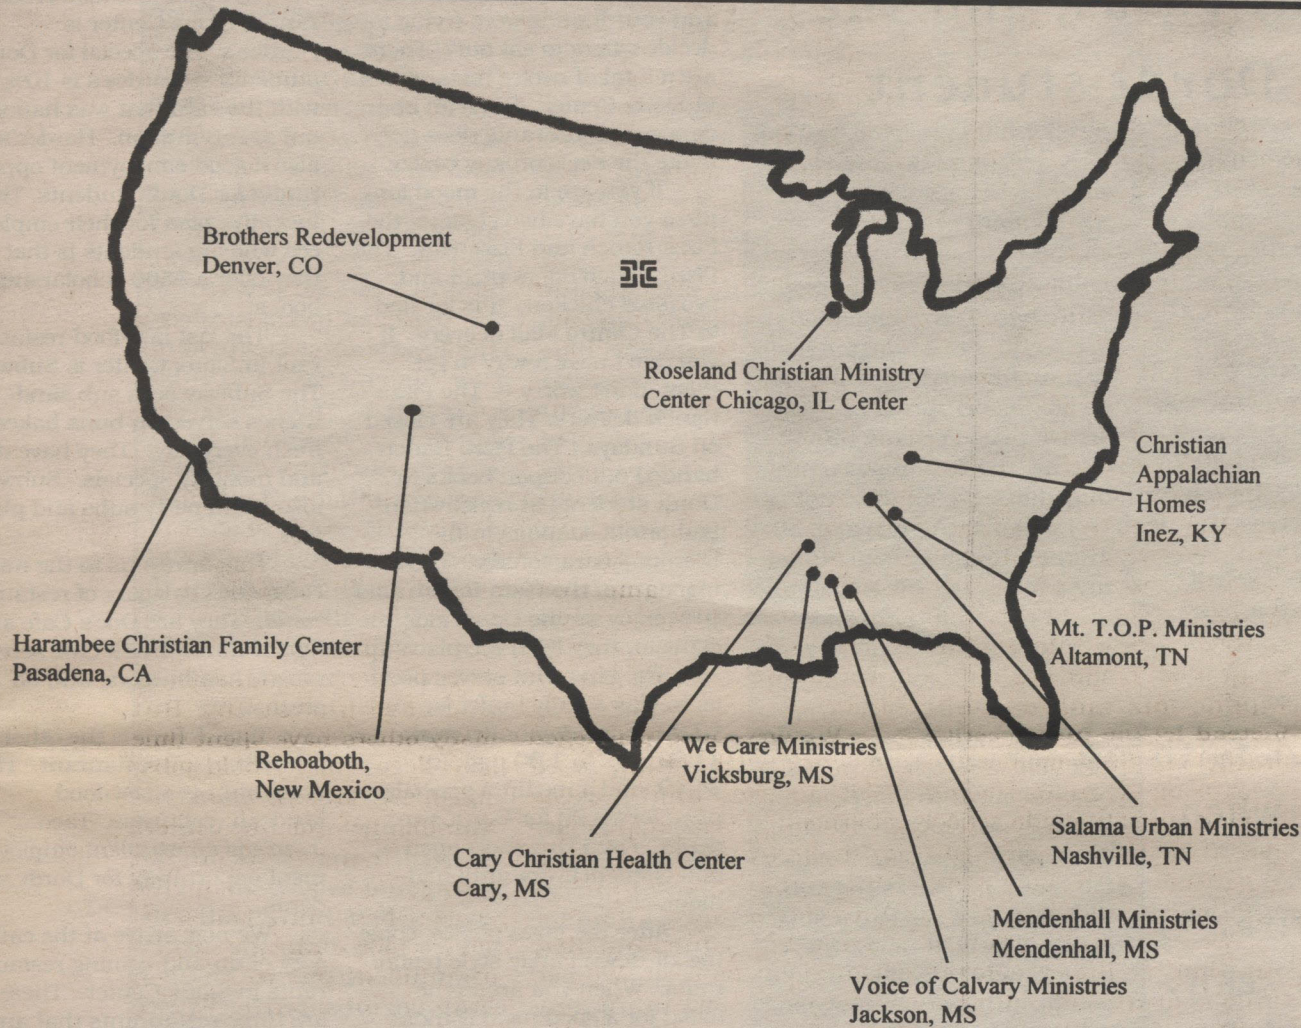 Brothers Redevelopment
Denver, CO
Roseland Christian Ministry
Center Chicago, IL Center
Christian
Appalachian
Homes
Inez, KY
Harambee Christian Family Center
Pasadena, CA
Mt. T.O.P. Ministries
Altamont, TN
Rehoaboth,
New Mexico
We Care Ministries
Vicksburg, MS
Salama Urban Ministries
Nashville, TN
Cary Christian Health Center
Cary, MS
Mendenhall Ministries
Mendenhall, MS
Voice of Calvary Ministries
Jackson, MS